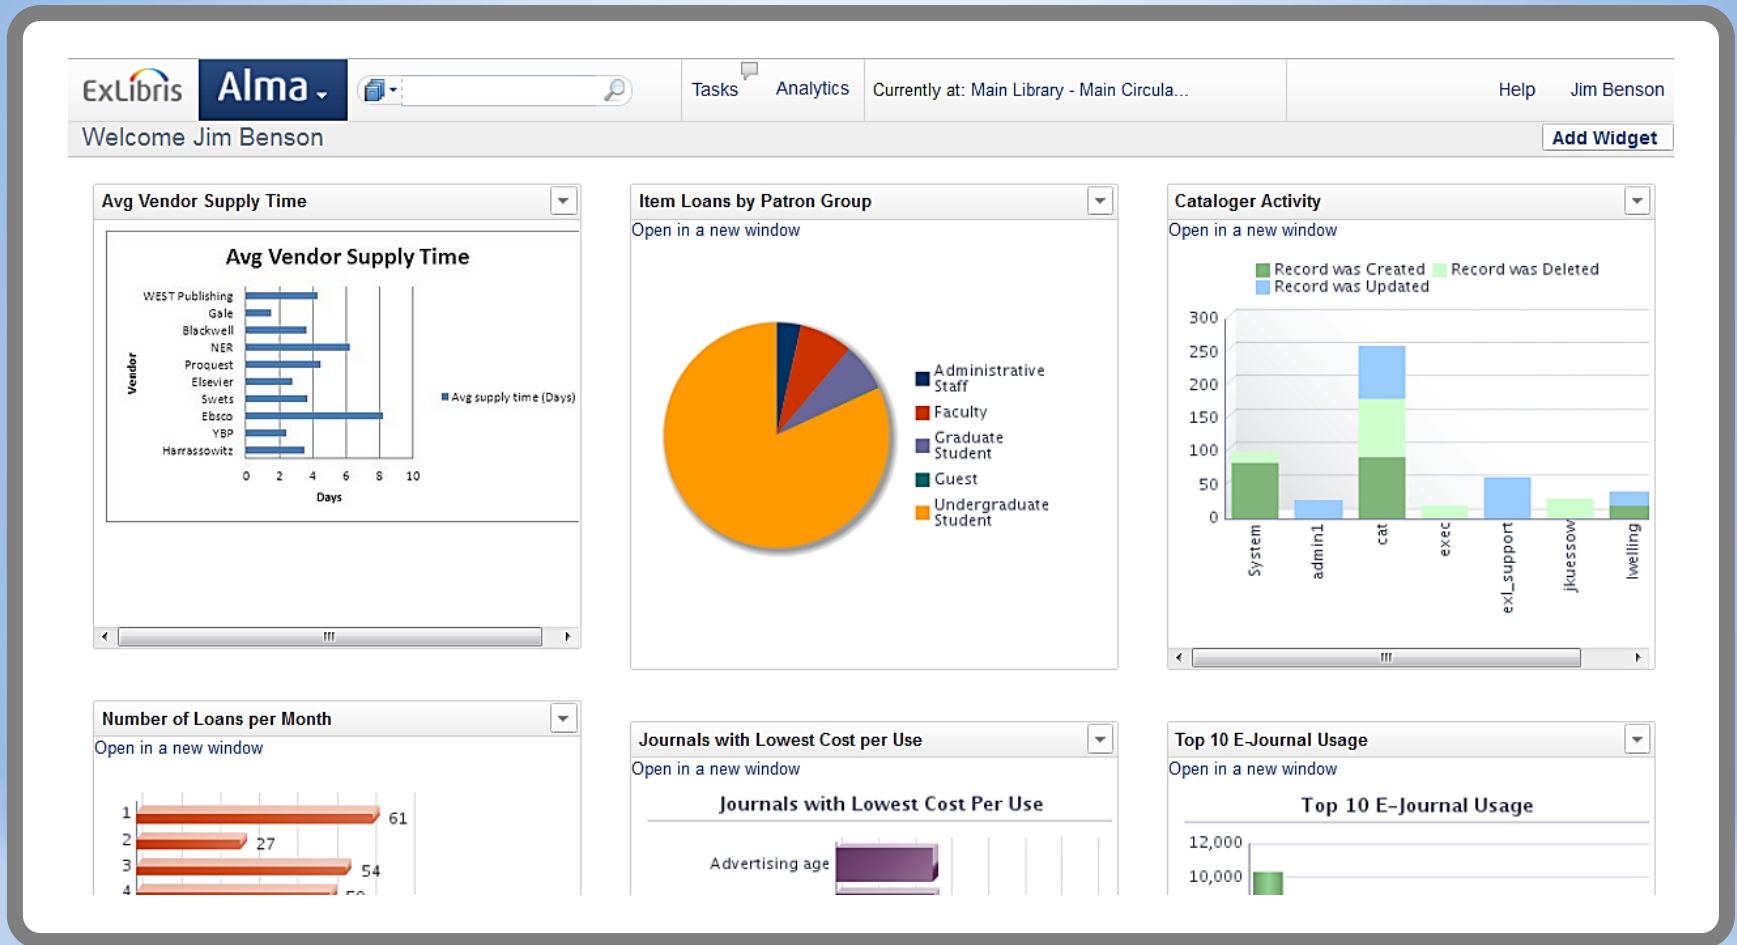 ExLibris Alma
Tasks Analytics Currently at: Main Library - Main Circula... Help Jim Benson
Welcome Jim Benson
Add Widget
Avg Vendor Supply Time
Avg Vendor Supply Time
Vendor
WEST Publishing
Gale
Blackwell
NER
Proquest
Elsevier
Swets
Ebsco
YBP
Harrassowitz
Avg supply time (Days)
0 2 4 6 8 10
Days
Item Loans by Patron Group
Open in a new window
Administrative
Staff
Faculty
Graduate
Student
Guest
Undergraduate
Student
Cataloger Activity
Open in a new window
Record was Created Record was Deleted
Record was Updated
300
250
200
150
100
50
0
System
admin1
cat
exec
exl_support
jkuessow
lwelling
Number of Loans per Month
Open in a new window
1 61
2 27
3 54
4
Journals with Lowest Cost per Use
Open in a new window
Journals with Lowest Cost Per Use
Advertising age
Top 10 E-Journal Usage
Open in a new window
Top 10 E-Journal Usage
12,000
10,000